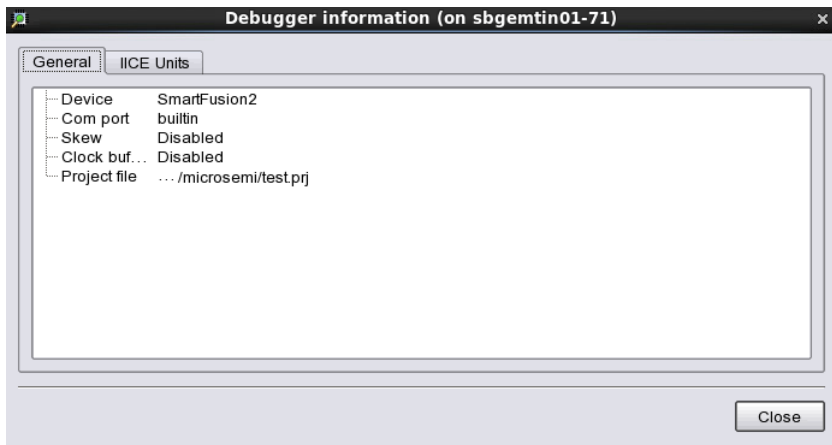 Debugger information (on sbgemtin01-71)
General IICE Units
Device SmartFusion2
Com port builtin
Skew Disabled
Clock buf... Disabled
Project file .../microsemi/test.prj
Close